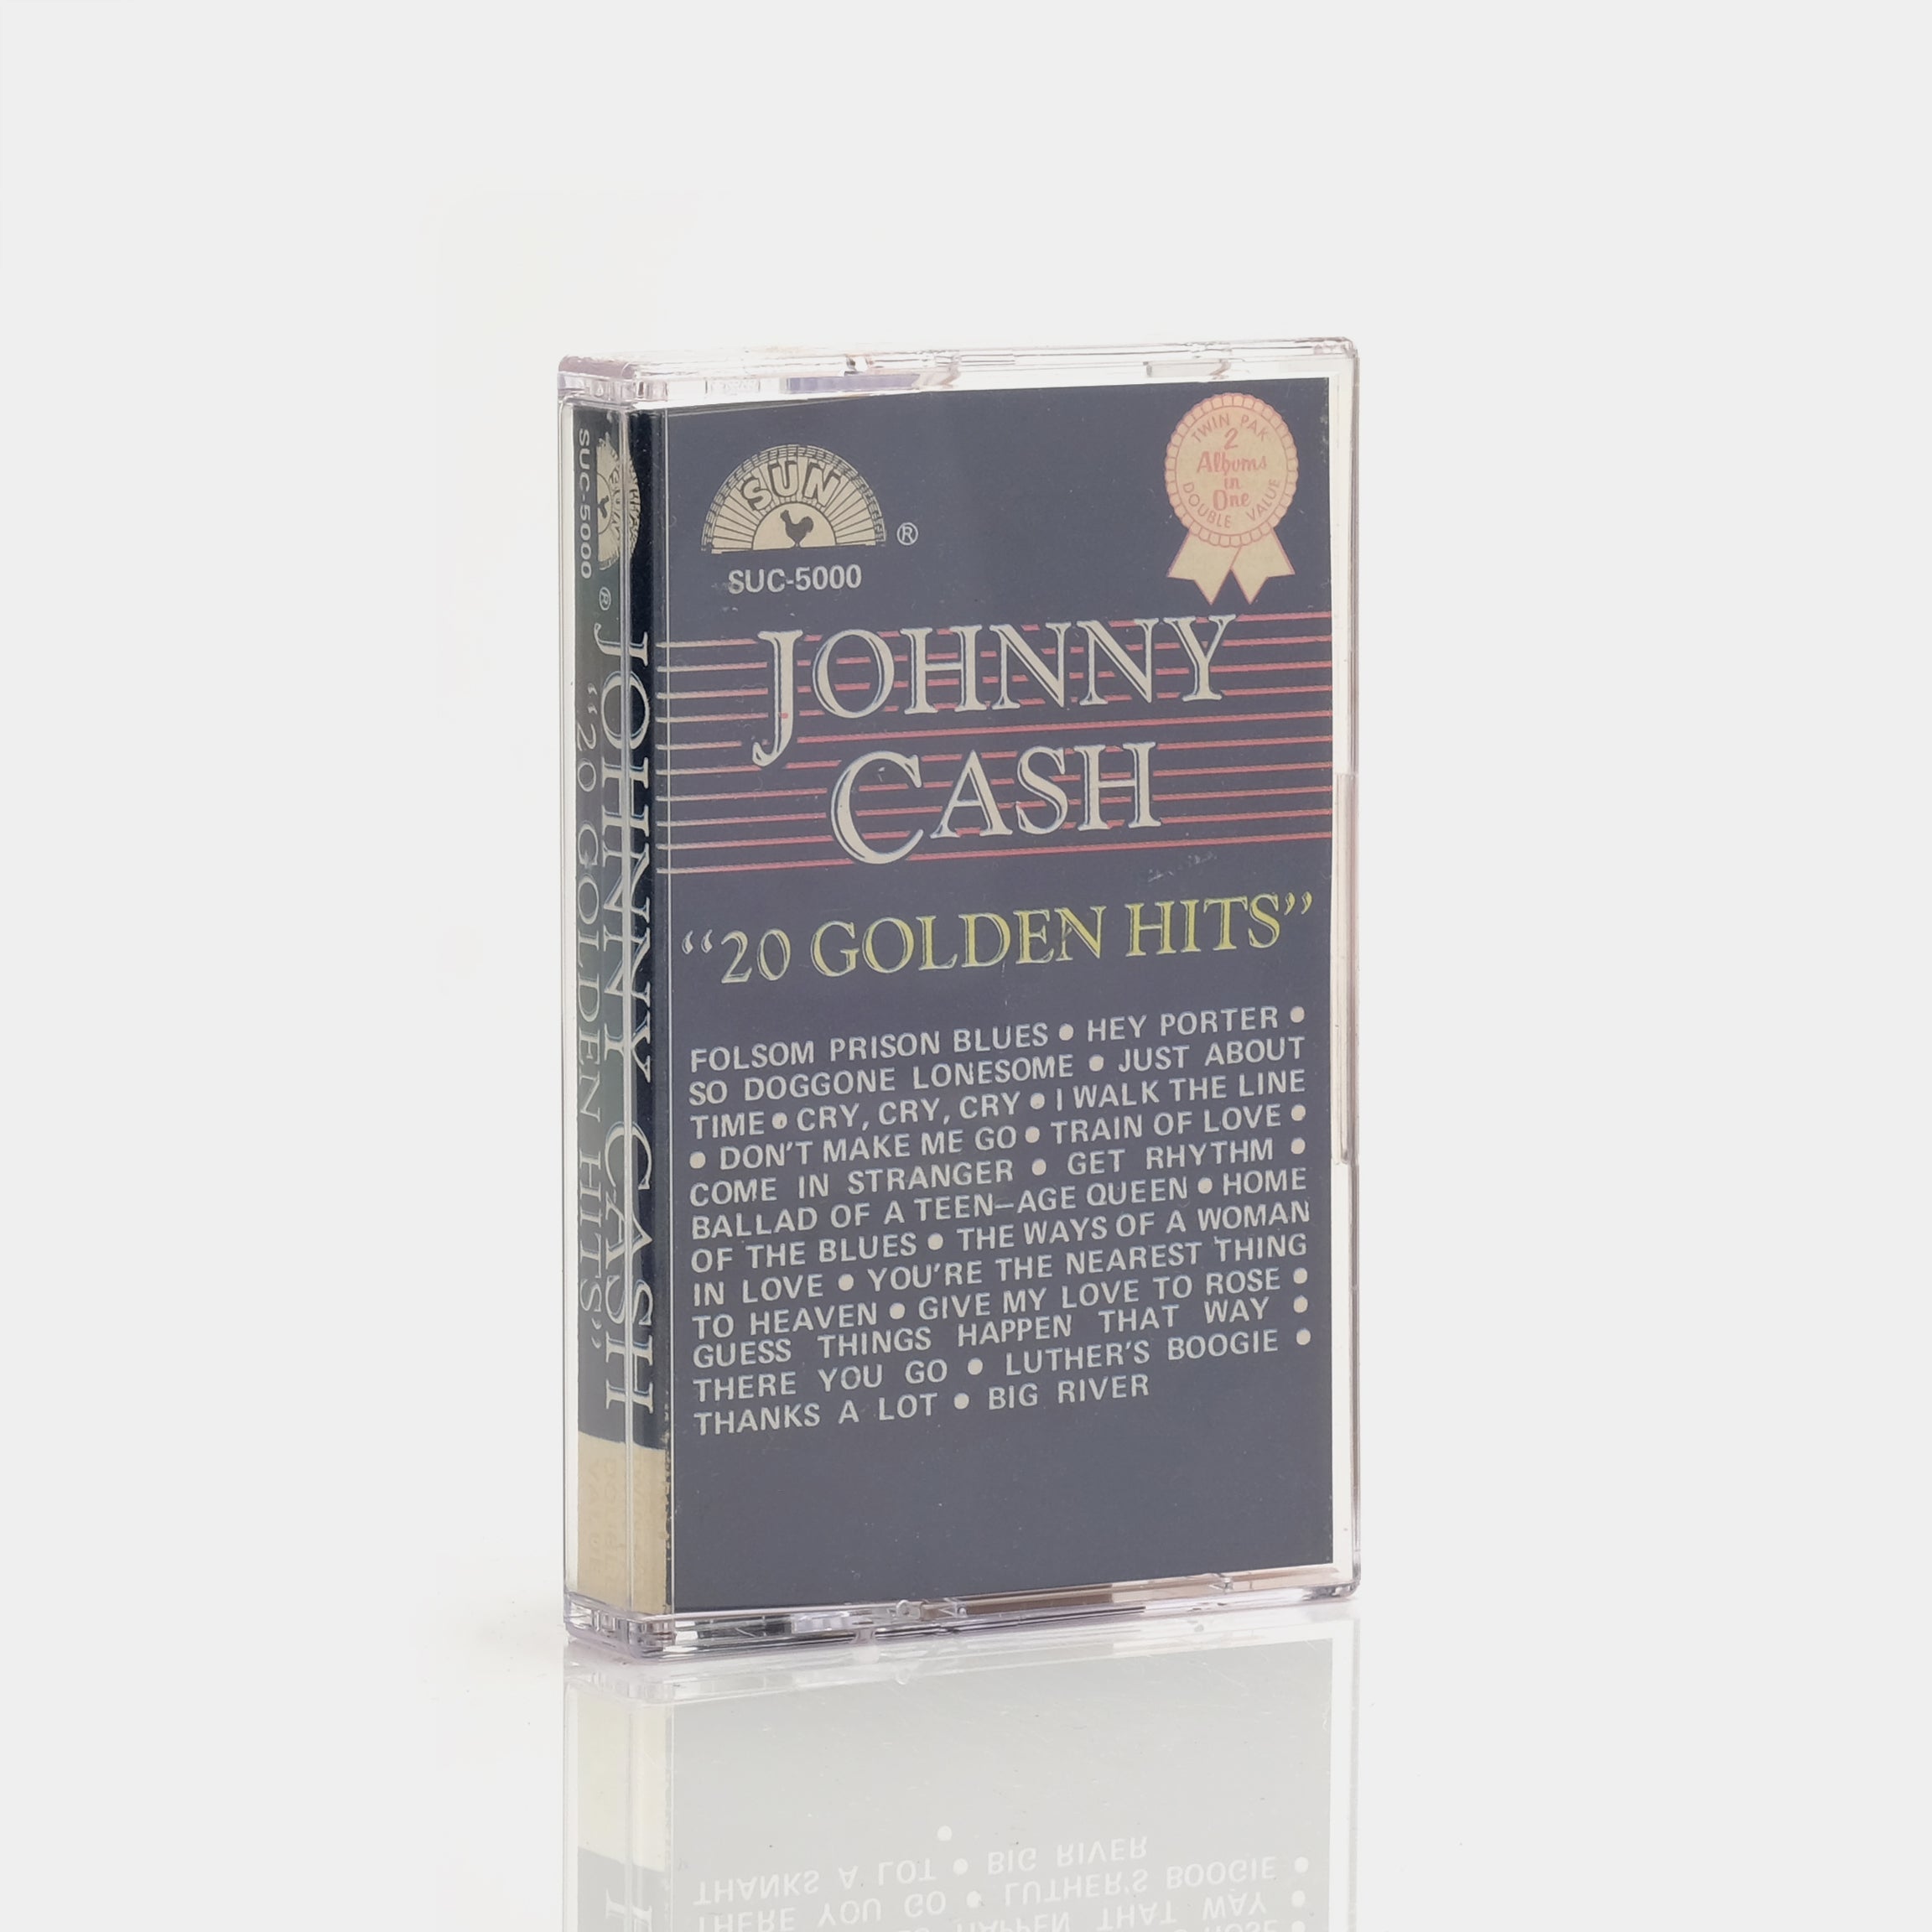 SUN
®
SUC-5000
TWIN PAK
2
Albums
in
One
DOUBLE VALUE
JOHNNY
CASH
“20 GOLDEN HITS”
FOLSOM PRISON BLUES • HEY PORTER •
SO DOGGONE LONESOME • JUST ABOUT
TIME • CRY, CRY, CRY • I WALK THE LINE
• DON'T MAKE ME GO • TRAIN OF LOVE •
COME IN STRANGER • GET RHYTHM •
BALLAD OF A TEEN–AGE QUEEN • HOME
OF THE BLUES • THE WAYS OF A WOMAN
IN LOVE • YOU'RE THE NEAREST THING
TO HEAVEN • GIVE MY LOVE TO ROSE •
GUESS THINGS HAPPEN THAT WAY •
THERE YOU GO • LUTHER'S BOOGIE •
THANKS A LOT • BIG RIVER
SUC-5000
SUN
®
JOHNNY CASH
“20 GOLDEN HITS”